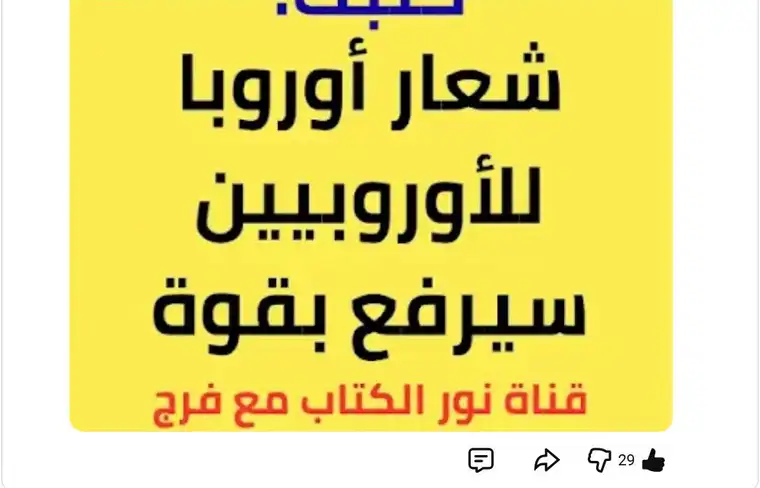 شعار أوروبا
للأوروبيين
سيرفع بقوة
قناة نور الكتاب مع فرج
29